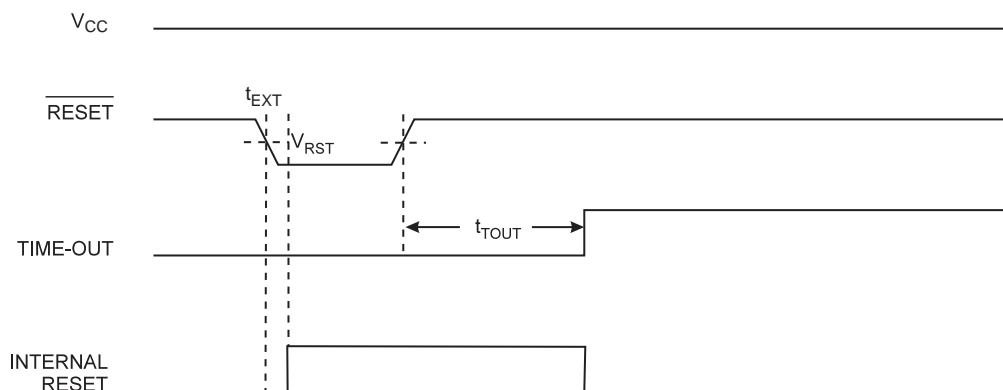 VCC
RESET
tEXT
VRST
TIME-OUT
tTOUT
INTERNAL
RESET